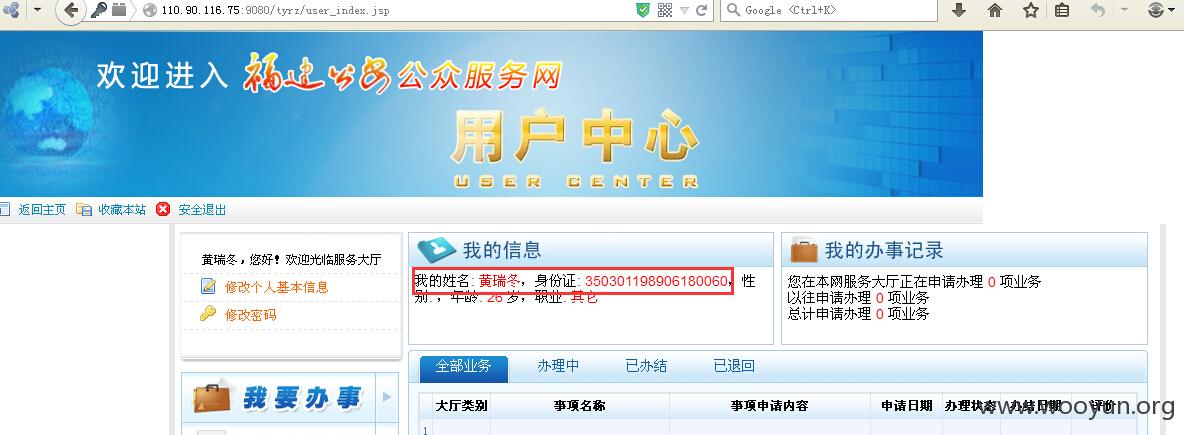 110.90.116.75:9080/tyrz/user_index.jsp
Google <Ctrl+K>
欢迎进入 福建公安公众服务网
用户中心
USER CENTER
返回主页 收藏本站 安全退出
黄瑞冬，您好！欢迎光临服务大厅
修改个人基本信息
修改密码
我要办事
我的信息
我的姓名: 黄瑞冬，身份证: 350301198906180060，性
别: ，年龄: 26 岁，职业: 其它
我的办事记录
您在本网服务大厅正在申请办理 0 项业务
以往申请办理 0 项业务
总计申请办理 0 项业务
全部业务 办理中 已办结 已退回
大厅类别 事项名称 事项申请内容 申请日期 办理状态 办结日期 评价
1
www.wooyun.org